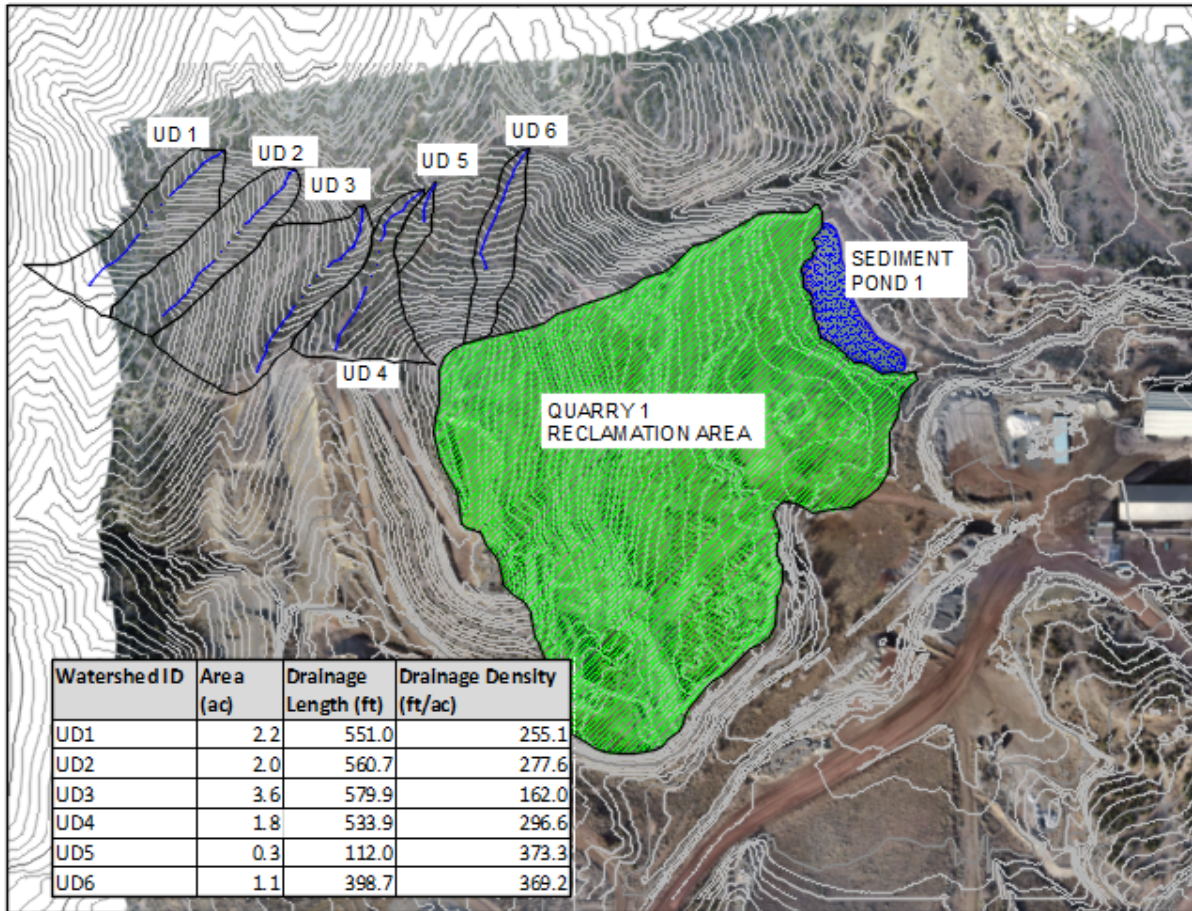 UD 1
UD 2
UD 3
UD 5
UD 6
SEDIMENT
POND 1
UD 4
QUARRY 1
RECLAMATION AREA
Watershed ID Area (ac) Drainage Length (ft) Drainage Density (ft/ac)
UD1 2.2 551.0 255.1
UD2 2.0 560.7 277.6
UD3 3.6 579.9 162.0
UD4 1.8 533.9 296.6
UD5 0.3 112.0 373.3
UD6 1.1 398.7 369.2